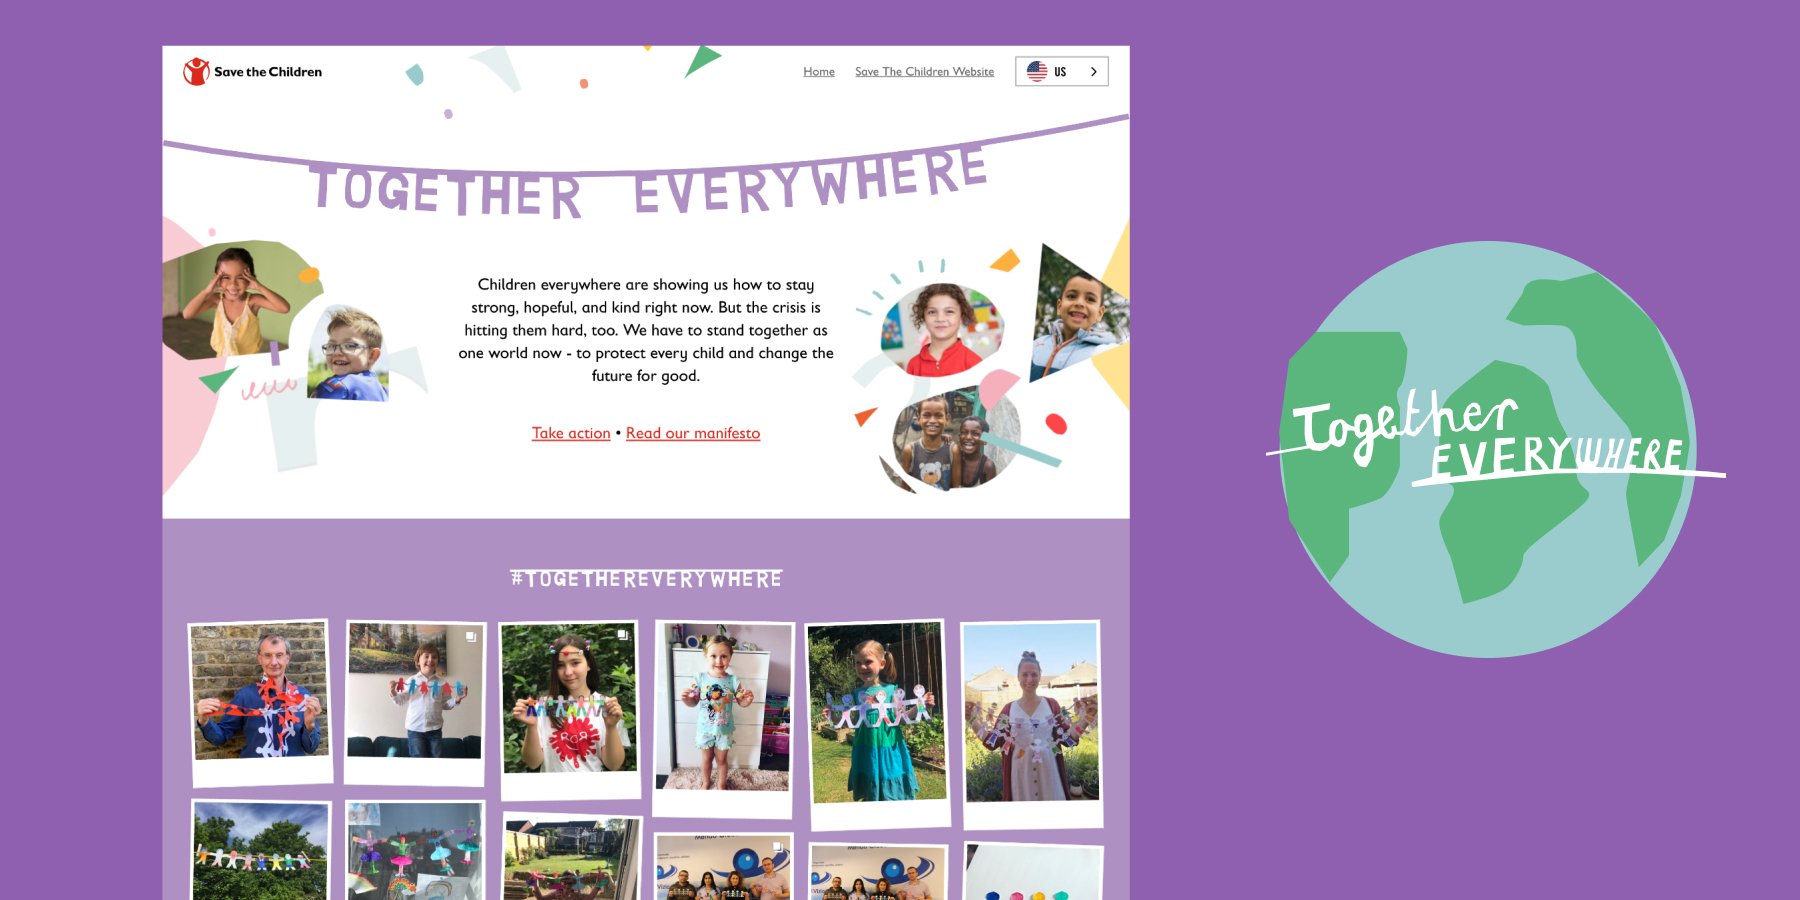 Save the Children
Home
Save The Children Website
US
TOGETHER EVERYWHERE
Children everywhere are showing us how to stay
strong, hopeful, and kind right now. But the crisis is
hitting them hard, too. We have to stand together as
one world now - to protect every child and change the
future for good.
Take action • Read our manifesto
#TOGETHEREVERYWHERE
Together
EVERYWHERE